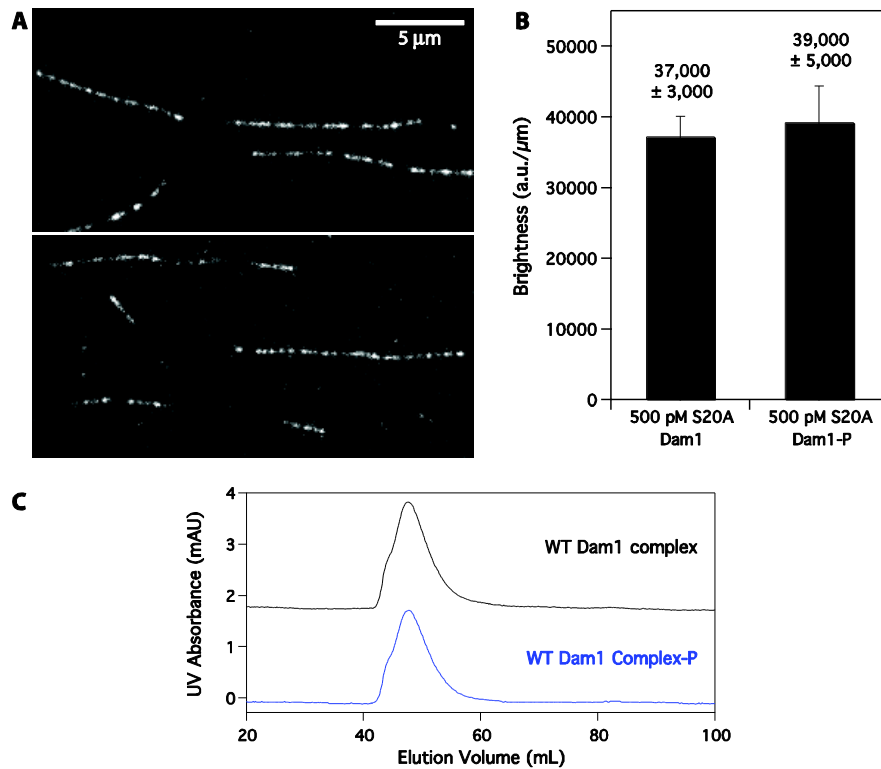 A
5 μm
B
Brightness (a.u./μm)
50000
40000
30000
20000
10000
0
37,000
± 3,000
39,000
± 5,000
500 pM S20A
Dam1
500 pM S20A
Dam1-P
C
UV Absorbance (mAU)
4
3
2
1
0
WT Dam1 complex
WT Dam1 Complex-P
20
40
60
80
100
Elution Volume (mL)